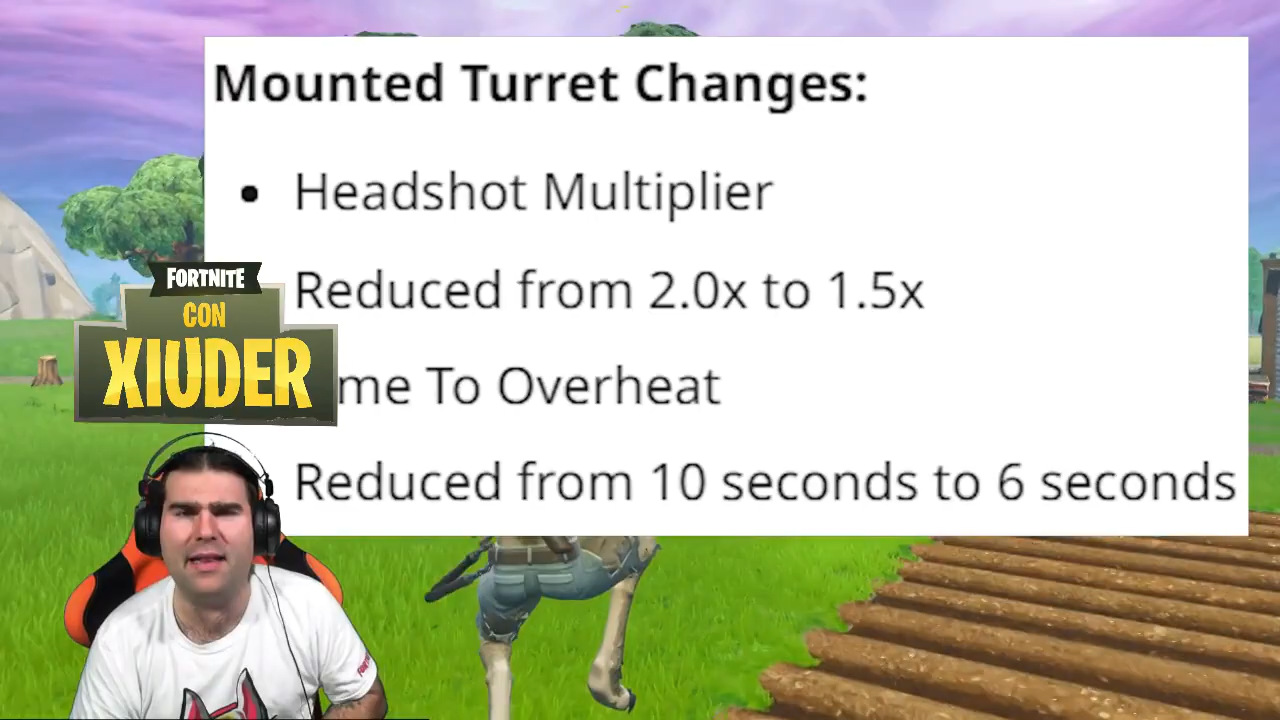 Mounted Turret Changes:
• Headshot Multiplier
Reduced from 2.0x to 1.5x
me To Overheat
Reduced from 10 seconds to 6 seconds
FORTNITE
CON
XIUDER